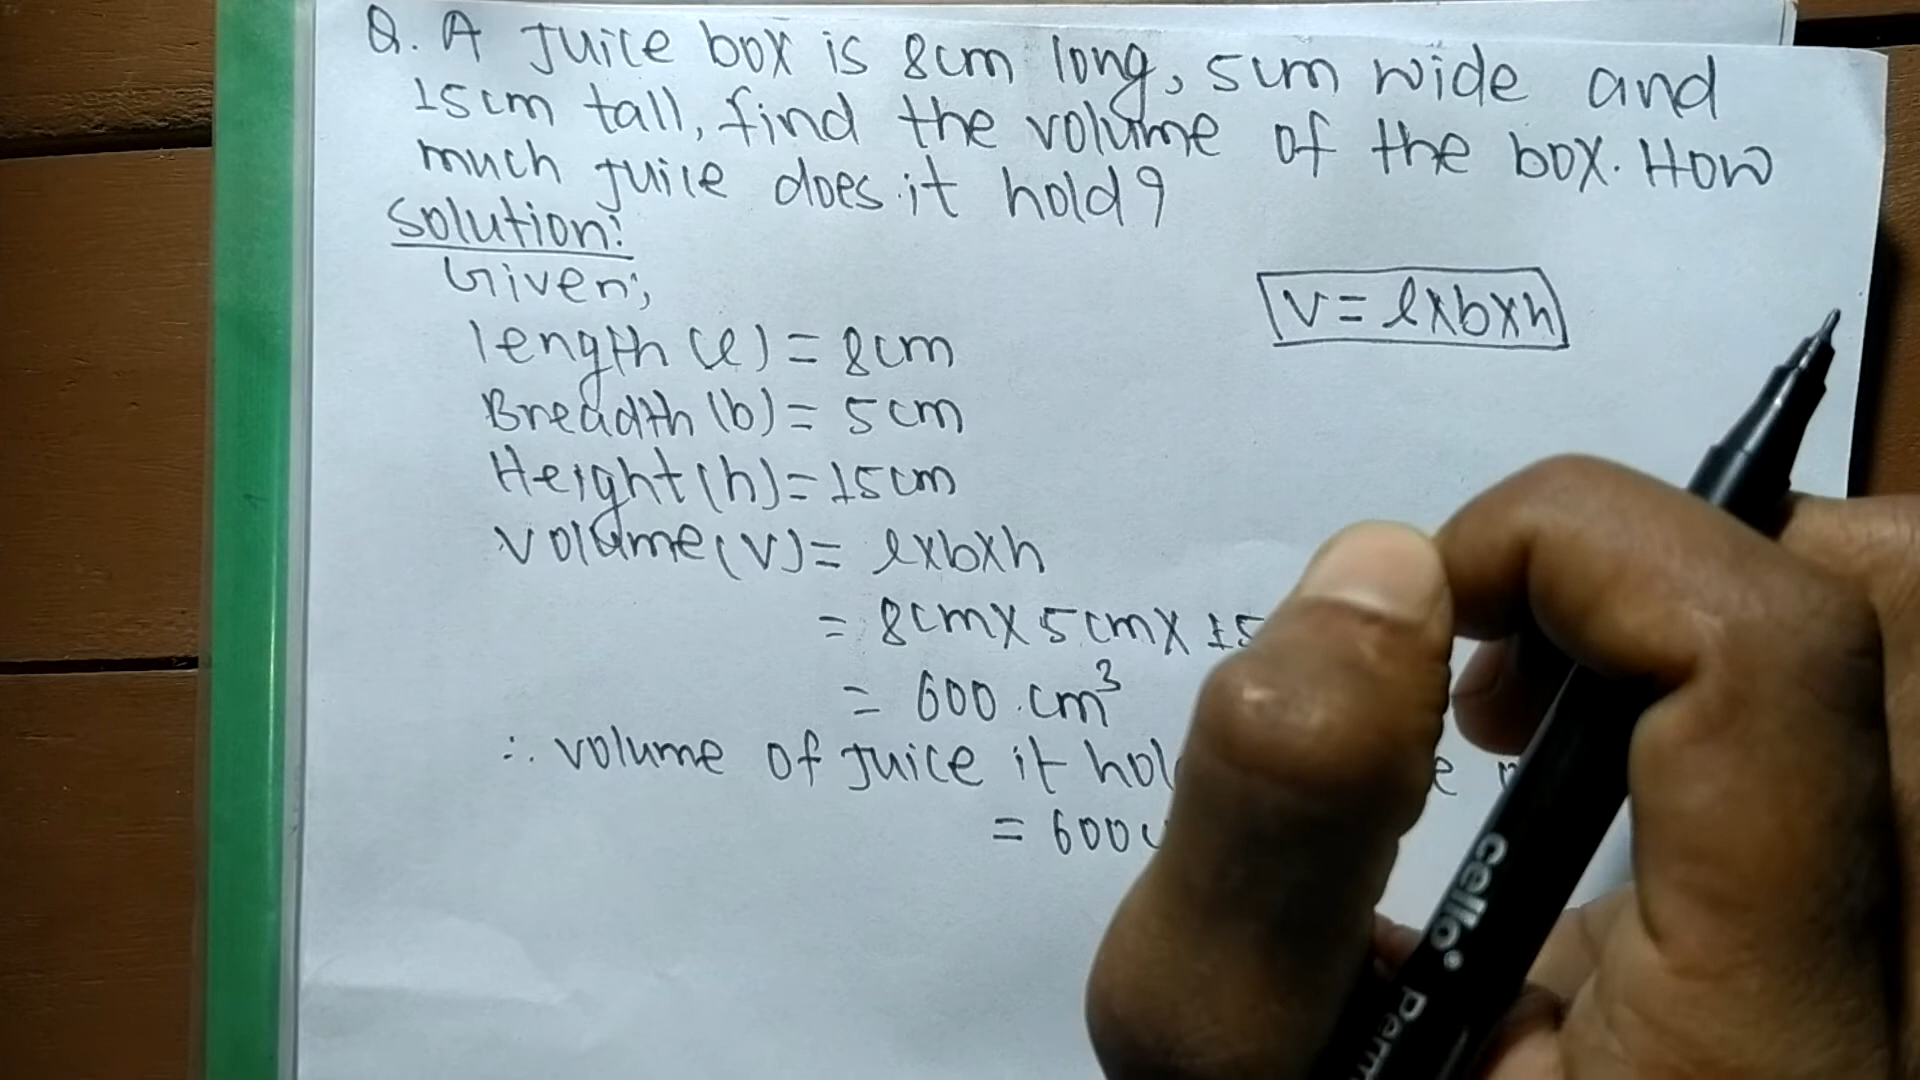 Q. A Juice box is 8cm long, 5cm wide and
15cm tall, find the volume of the box. How
much juice does it hold?
Solution:
Given;
length (l) = 8cm
Breadth (b) = 5cm
Height (h) = 15cm
V = l×b×h
Volume (V) = l×b×h
= 8cm × 5cm × 15
= 600 cm³
∴ volume of juice it
= 600
cello